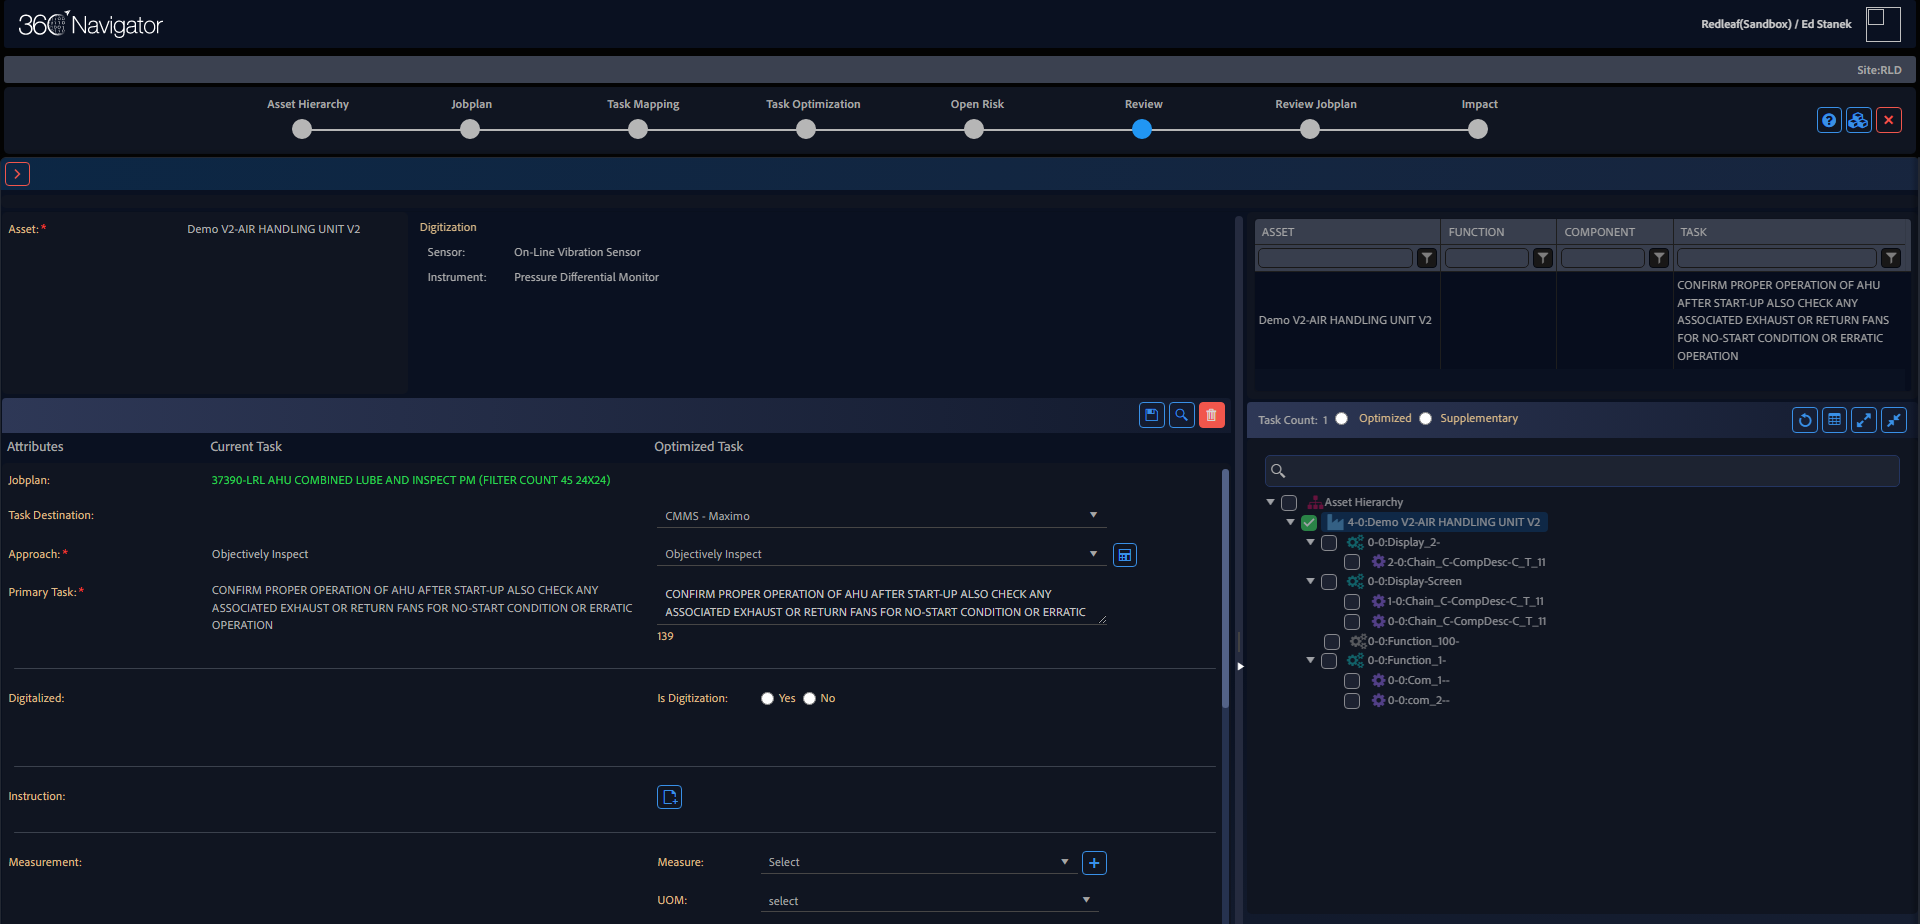 360 Navigator
Redleaf(Sandbox) / Ed Stanek
Site:RLD
Asset Hierarchy
Jobplan
Task Mapping
Task Optimization
Open Risk
Review
Review Jobplan
Impact
Asset:*
Demo V2-AIR HANDLING UNIT V2
Digitization
Sensor:
On-Line Vibration Sensor
Instrument:
Pressure Differential Monitor
Attributes
Current Task
Optimized Task
Jobplan:
37390-LRL AHU COMBINED LUBE AND INSPECT PM (FILTER COUNT 45 24X24)
Task Destination:
CMMS - Maximo
Approach:*
Objectively Inspect
Objectively Inspect
Primary Task:*
CONFIRM PROPER OPERATION OF AHU AFTER START-UP ALSO CHECK ANY
ASSOCIATED EXHAUST OR RETURN FANS FOR NO-START CONDITION OR ERRATIC
OPERATION
CONFIRM PROPER OPERATION OF AHU AFTER START-UP ALSO CHECK ANY
ASSOCIATED EXHAUST OR RETURN FANS FOR NO-START CONDITION OR ERRATIC
139
Digitalized:
Is Digitization:
Yes
No
Instruction:
Measurement:
Measure:
Select
UOM:
select
ASSET
FUNCTION
COMPONENT
TASK
Demo V2-AIR HANDLING UNIT V2
CONFIRM PROPER OPERATION OF AHU
AFTER START-UP ALSO CHECK ANY
ASSOCIATED EXHAUST OR RETURN FANS
FOR NO-START CONDITION OR ERRATIC
OPERATION
Task Count: 1
Optimized
Supplementary
Asset Hierarchy
4-0:Demo V2-AIR HANDLING UNIT V2
0-0:Display_2-
2-0:Chain_C-CompDesc-C_T_11
0-0:Display-Screen
1-0:Chain_C-CompDesc-C_T_11
0-0:Chain_C-CompDesc-C_T_11
0-0:Function_100-
0-0:Function_1-
0-0:Com_1--
0-0:com_2--